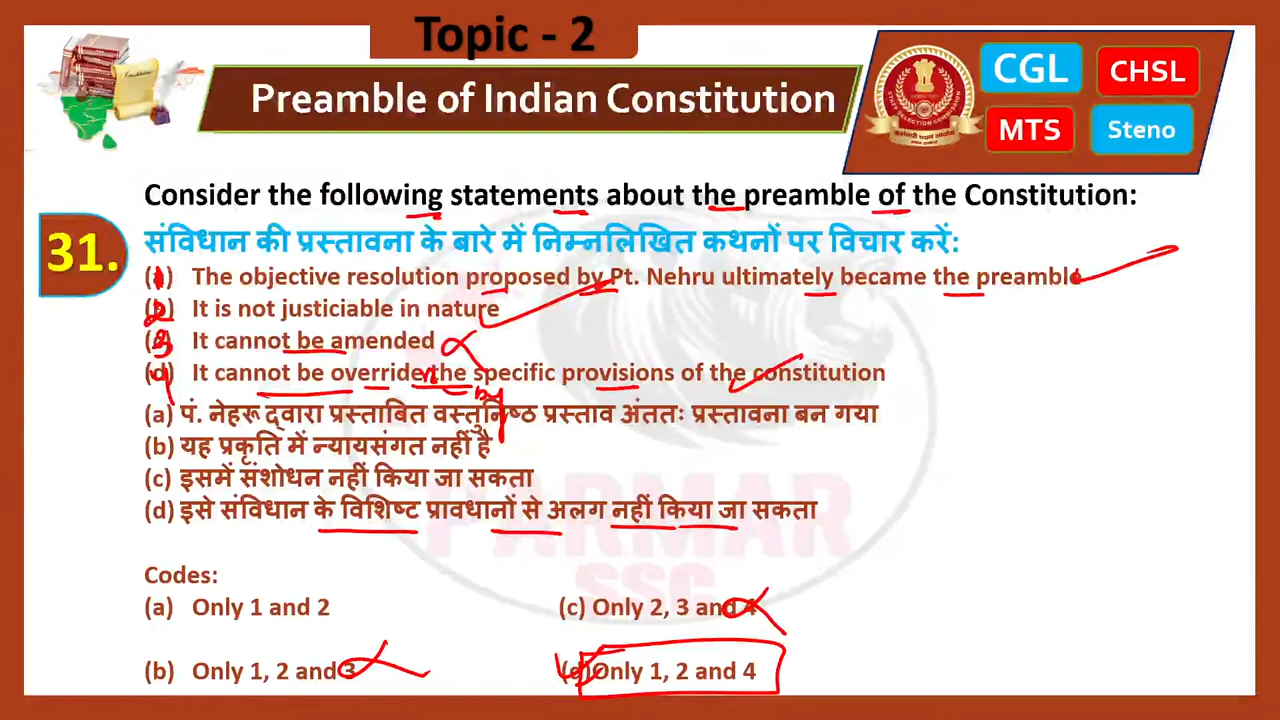 Topic - 2
Preamble of Indian Constitution
CGL
CHSL
MTS
Steno
Consider the following statements about the preamble of the Constitution:
31.
संविधान की प्रस्तावना के बारे में निम्नलिखित कथनों पर विचार करें:
1 The objective resolution proposed by Pt. Nehru ultimately became the preamble
2 It is not justiciable in nature
3 It cannot be amended
4 It cannot be override the specific provisions of the constitution
by
(a) पं. नेहरू द्वारा प्रस्ताबित वस्तुनिष्ठ प्रस्ताव अंततः प्रस्तावना बन गया
(b) यह प्रकृति में न्यायसंगत नहीं है
(c) इसमें संशोधन नहीं किया जा सकता
(d) इसे संविधान के विशिष्ट प्रावधानों से अलग नहीं किया जा सकता
PARMAR
SSC
Codes:
(a) Only 1 and 2
(c) Only 2, 3 and 4
(b) Only 1, 2 and 3
Only 1, 2 and 4